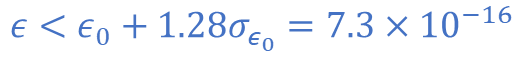 ϵ < ϵ₀ + 1.28σ_ϵ₀ = 7.3 × 10⁻¹⁶